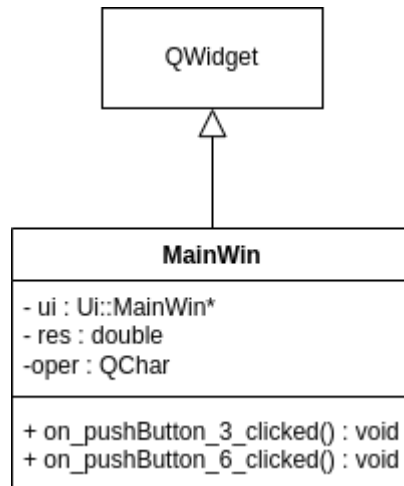 QWidget
MainWin
- ui : Ui::MainWin*
- res : double
-oper : QChar
+ on_pushButton_3_clicked() : void
+ on_pushButton_6_clicked() : void